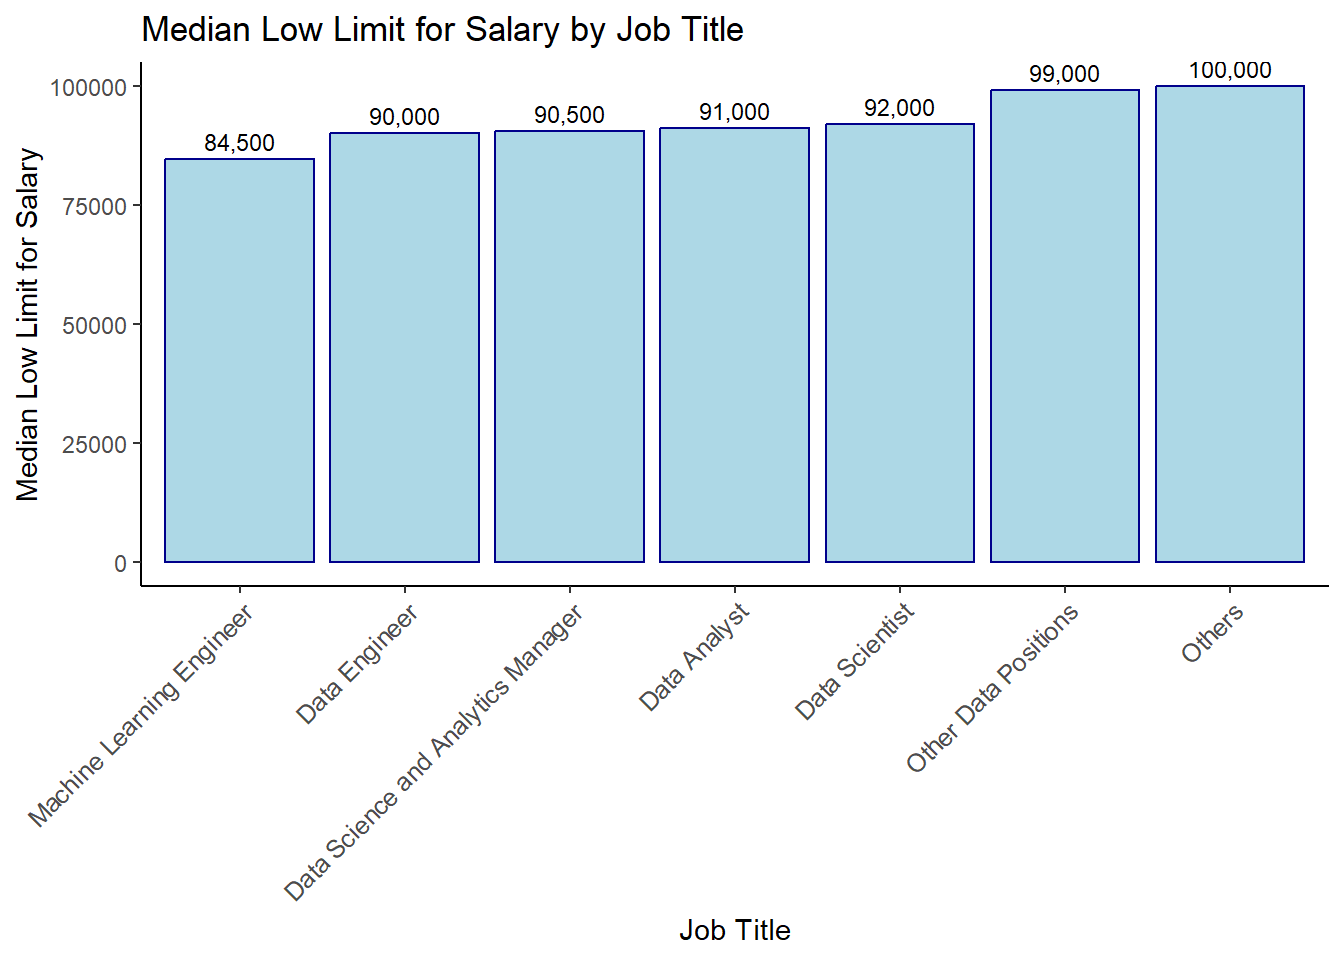 Median Low Limit for Salary by Job Title
Median Low Limit for Salary
100000
75000
50000
25000
0
84,500
90,000
90,500
91,000
92,000
99,000
100,000
Machine Learning Engineer
Data Engineer
Data Science and Analytics Manager
Data Analyst
Data Scientist
Other Data Positions
Others
Job Title